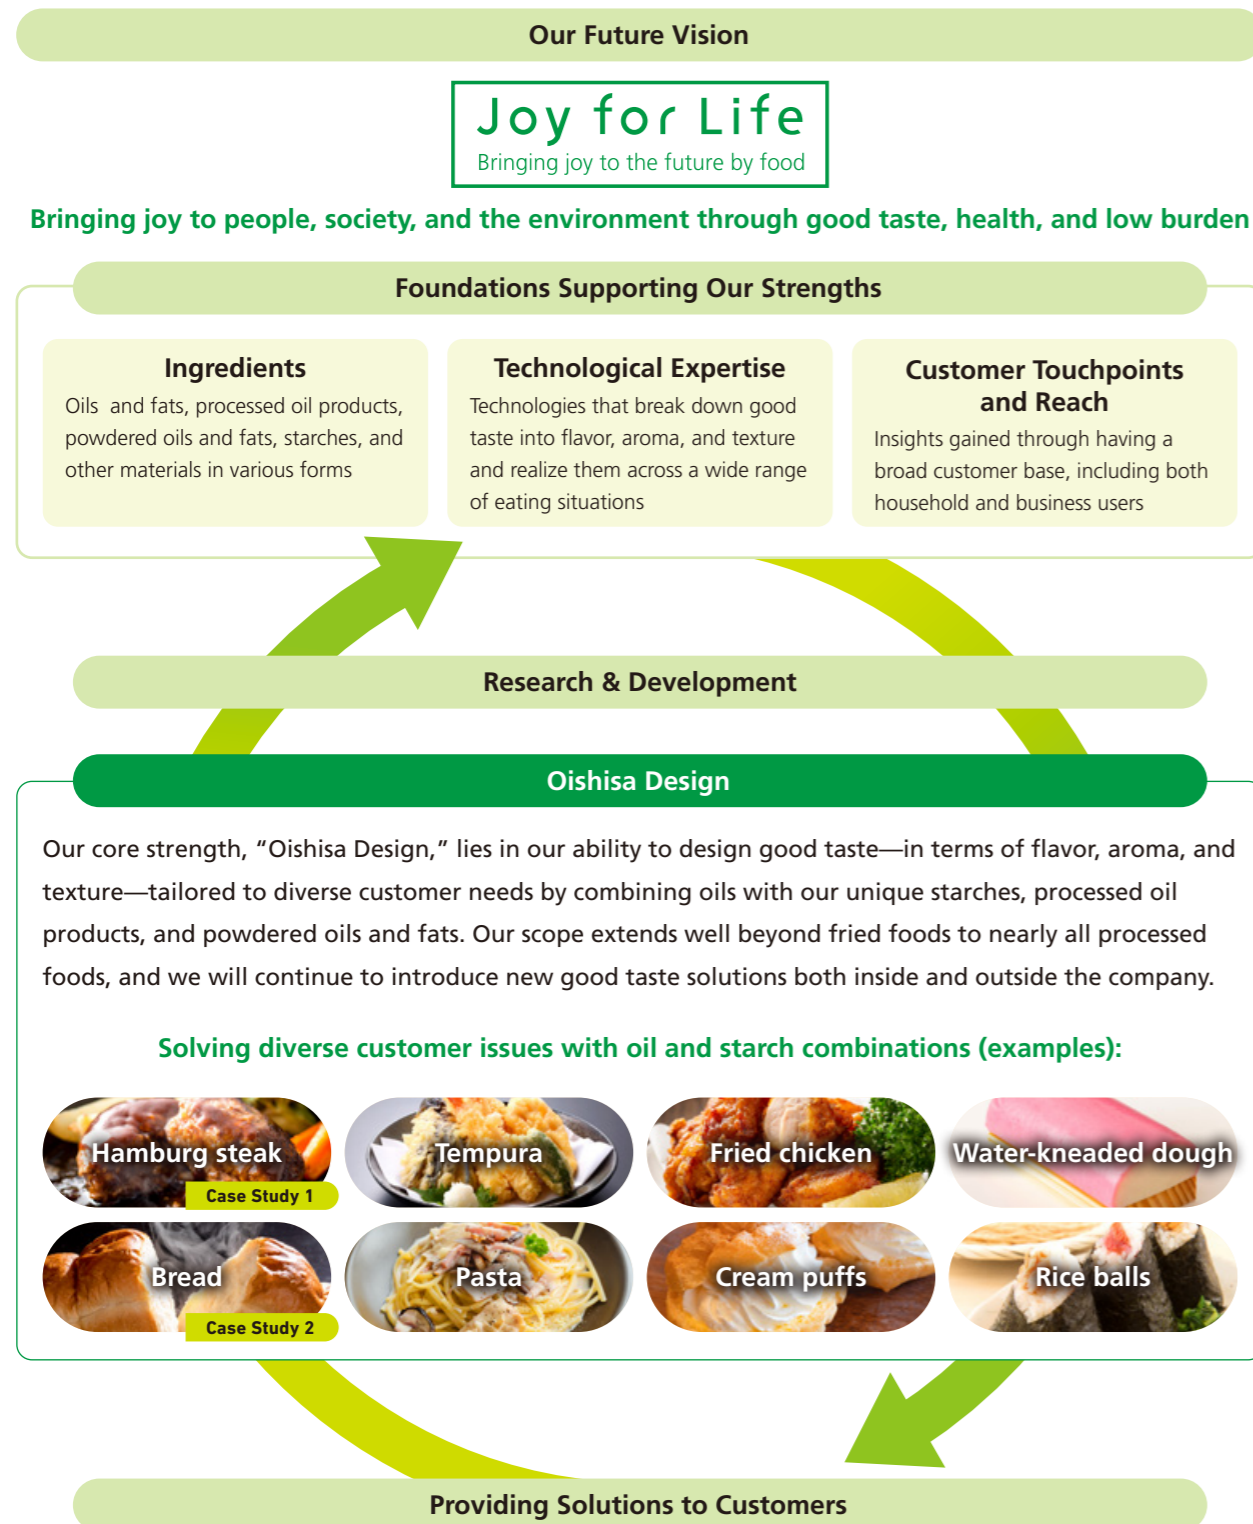 Our Future Vision
Joy for Life
Bringing joy to the future by food
Bringing joy to people, society, and the environment through good taste, health, and low burden
Foundations Supporting Our Strengths
Ingredients
Oils and fats, processed oil products,
powdered oils and fats, starches, and
other materials in various forms
Technological Expertise
Technologies that break down good
taste into flavor, aroma, and texture
and realize them across a wide range
of eating situations
Customer Touchpoints
and Reach
Insights gained through having a
broad customer base, including both
household and business users
Research & Development
Oishisa Design
Our core strength, “Oishisa Design,” lies in our ability to design good taste—in terms of flavor, aroma, and
texture—tailored to diverse customer needs by combining oils with our unique starches, processed oil
products, and powdered oils and fats. Our scope extends well beyond fried foods to nearly all processed
foods, and we will continue to introduce new good taste solutions both inside and outside the company.
Solving diverse customer issues with oil and starch combinations (examples):
Hamburg steak
Case Study 1
Tempura
Fried chicken
Water-kneaded dough
Bread
Case Study 2
Pasta
Cream puffs
Rice balls
Providing Solutions to Customers